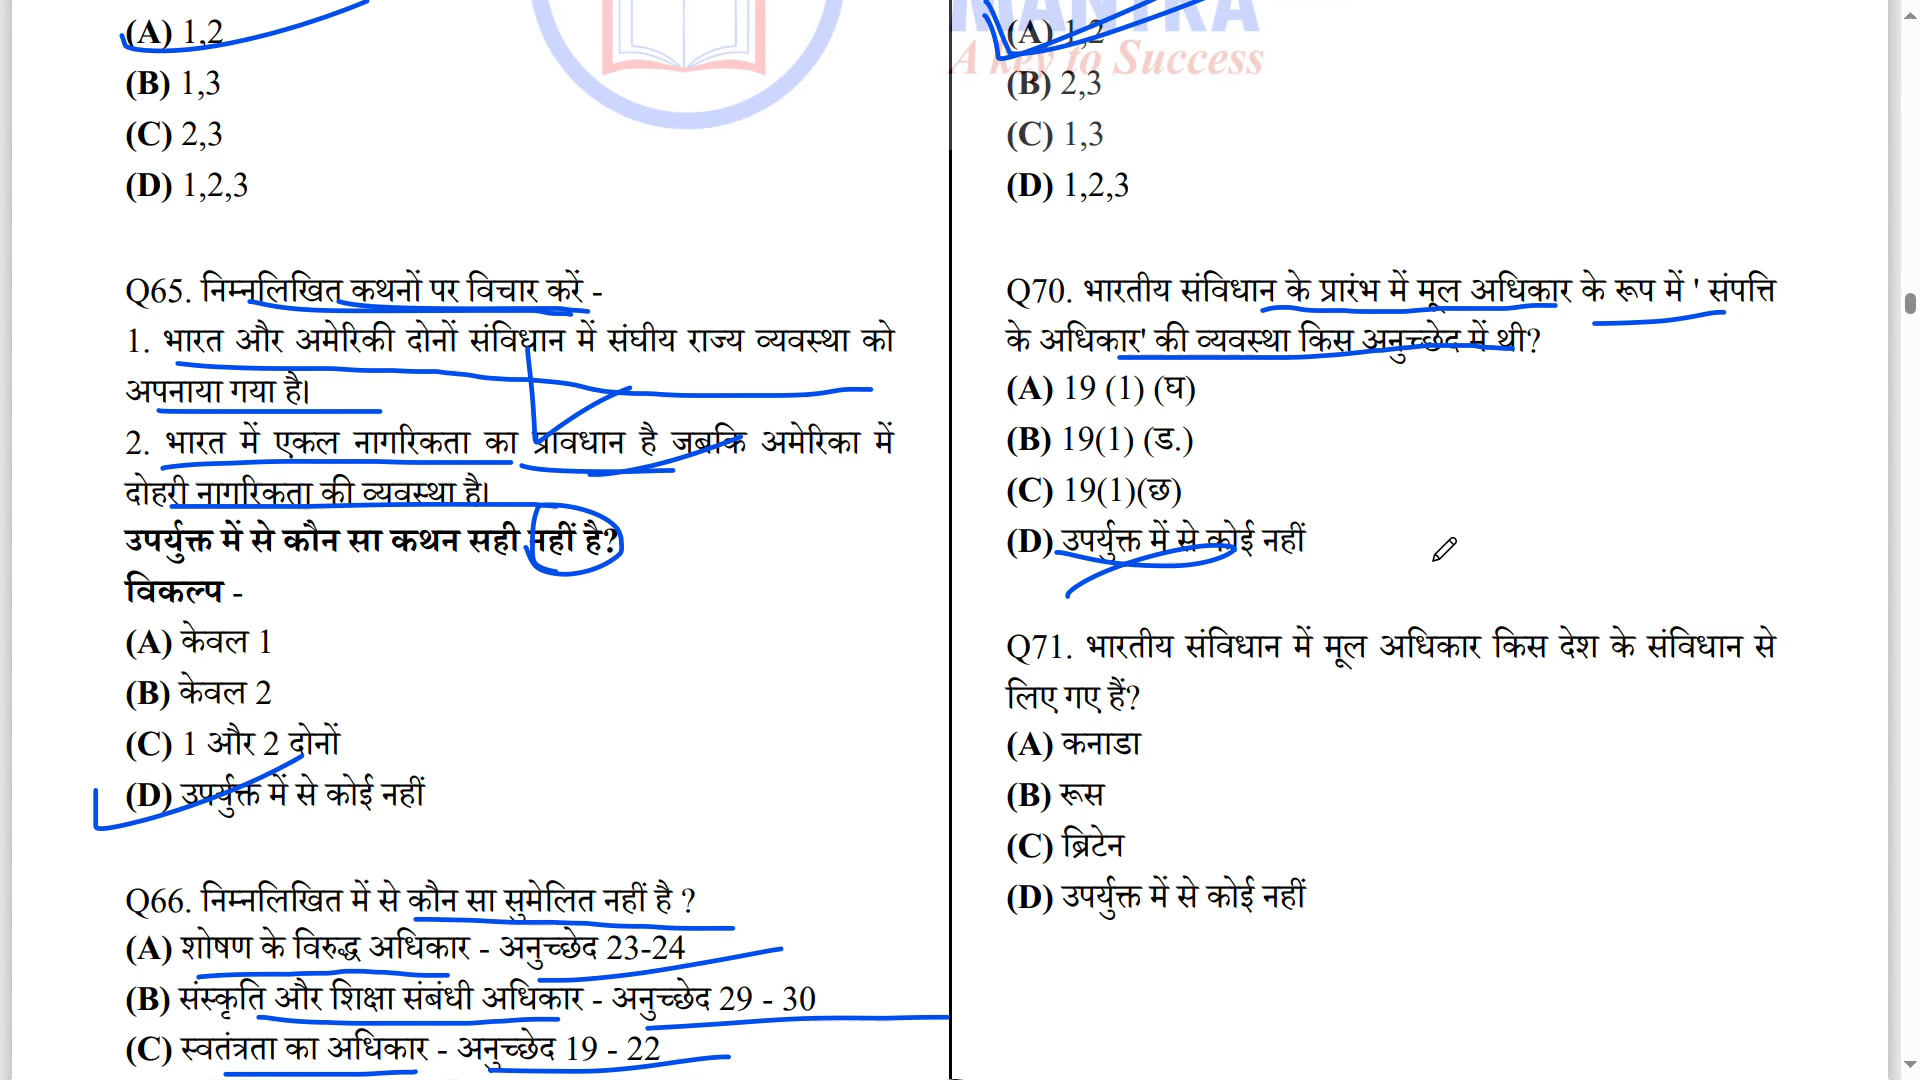 (A) 1,2
(B) 1,3
(C) 2,3
(D) 1,2,3
Q65. निम्नलिखित कथनों पर विचार करें -
1. भारत और अमेरिकी दोनों संविधान में संघीय राज्य व्यवस्था को
अपनाया गया है।
2. भारत में एकल नागरिकता का प्रावधान है जबकि अमेरिका में
दोहरी नागरिकता की व्यवस्था है।
उपर्युक्त में से कौन सा कथन सही नहीं है?
विकल्प -
(A) केवल 1
(B) केवल 2
(C) 1 और 2 दोनों
(D) उपर्युक्त में से कोई नहीं
Q66. निम्नलिखित में से कौन सा सुमेलित नहीं है ?
(A) शोषण के विरुद्ध अधिकार - अनुच्छेद 23-24
(B) संस्कृति और शिक्षा संबंधी अधिकार - अनुच्छेद 29 - 30
(C) स्वतंत्रता का अधिकार - अनुच्छेद 19 - 22
MANTRA
A key to Success
(A) 1,2
(B) 2,3
(C) 1,3
(D) 1,2,3
Q70. भारतीय संविधान के प्रारंभ में मूल अधिकार के रूप में ' संपत्ति
के अधिकार' की व्यवस्था किस अनुच्छेद में थी?
(A) 19 (1) (घ)
(B) 19(1) (ड.)
(C) 19(1)(छ)
(D) उपर्युक्त में से कोई नहीं
Q71. भारतीय संविधान में मूल अधिकार किस देश के संविधान से
लिए गए हैं?
(A) कनाडा
(B) रूस
(C) ब्रिटेन
(D) उपर्युक्त में से कोई नहीं